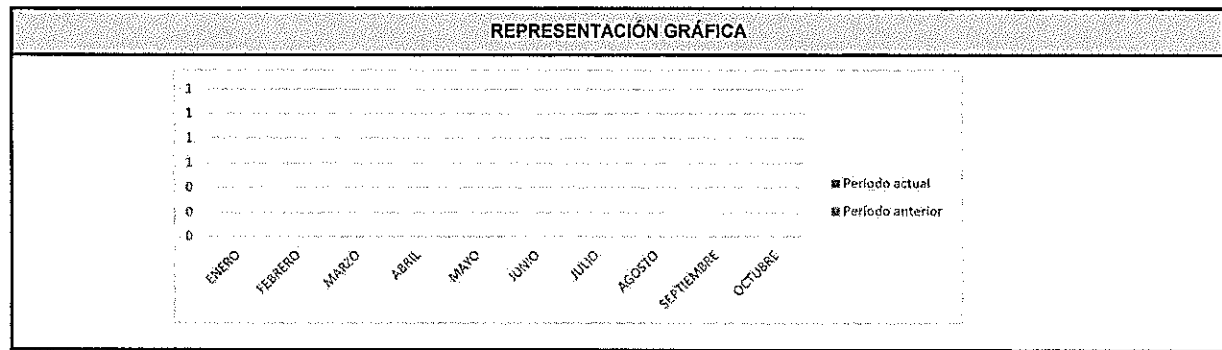 REPRESENTACIÓN GRÁFICA
1
1
1
1
0
0
0
ENERO
FEBRERO
MARZO
ABRIL
MAYO
JUNIO
JULIO
AGOSTO
SEPTIEMBRE
OCTUBRE
Período actual
Período anterior